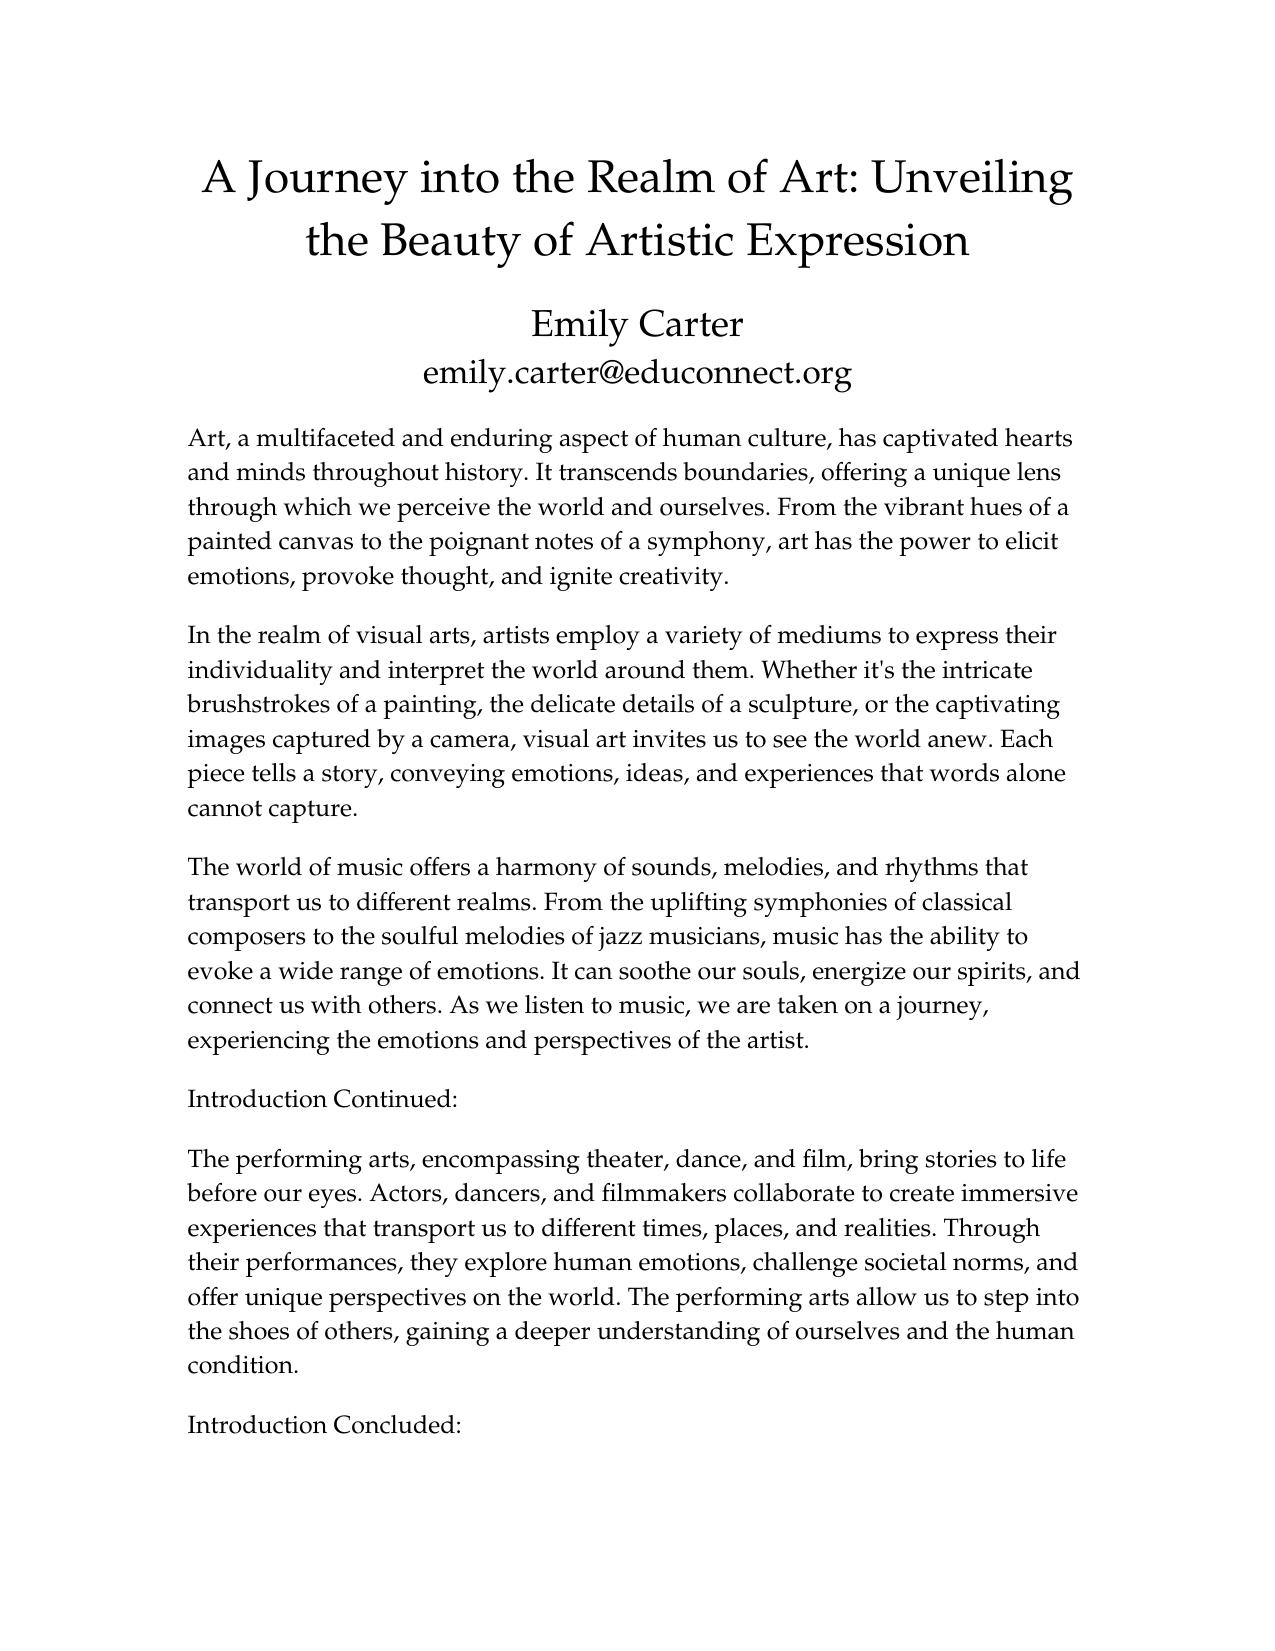 A Journey into the Realm of Art: Unveiling
the Beauty of Artistic Expression
Emily Carter
emily.carter@educonnect.org
Art, a multifaceted and enduring aspect of human culture, has captivated hearts
and minds throughout history. It transcends boundaries, offering a unique lens
through which we perceive the world and ourselves. From the vibrant hues of a
painted canvas to the poignant notes of a symphony, art has the power to elicit
emotions, provoke thought, and ignite creativity.
In the realm of visual arts, artists employ a variety of mediums to express their
individuality and interpret the world around them. Whether it's the intricate
brushstrokes of a painting, the delicate details of a sculpture, or the captivating
images captured by a camera, visual art invites us to see the world anew. Each
piece tells a story, conveying emotions, ideas, and experiences that words alone
cannot capture.
The world of music offers a harmony of sounds, melodies, and rhythms that
transport us to different realms. From the uplifting symphonies of classical
composers to the soulful melodies of jazz musicians, music has the ability to
evoke a wide range of emotions. It can soothe our souls, energize our spirits, and
connect us with others. As we listen to music, we are taken on a journey,
experiencing the emotions and perspectives of the artist.
Introduction Continued:
The performing arts, encompassing theater, dance, and film, bring stories to life
before our eyes. Actors, dancers, and filmmakers collaborate to create immersive
experiences that transport us to different times, places, and realities. Through
their performances, they explore human emotions, challenge societal norms, and
offer unique perspectives on the world. The performing arts allow us to step into
the shoes of others, gaining a deeper understanding of ourselves and the human
condition.
Introduction Concluded: